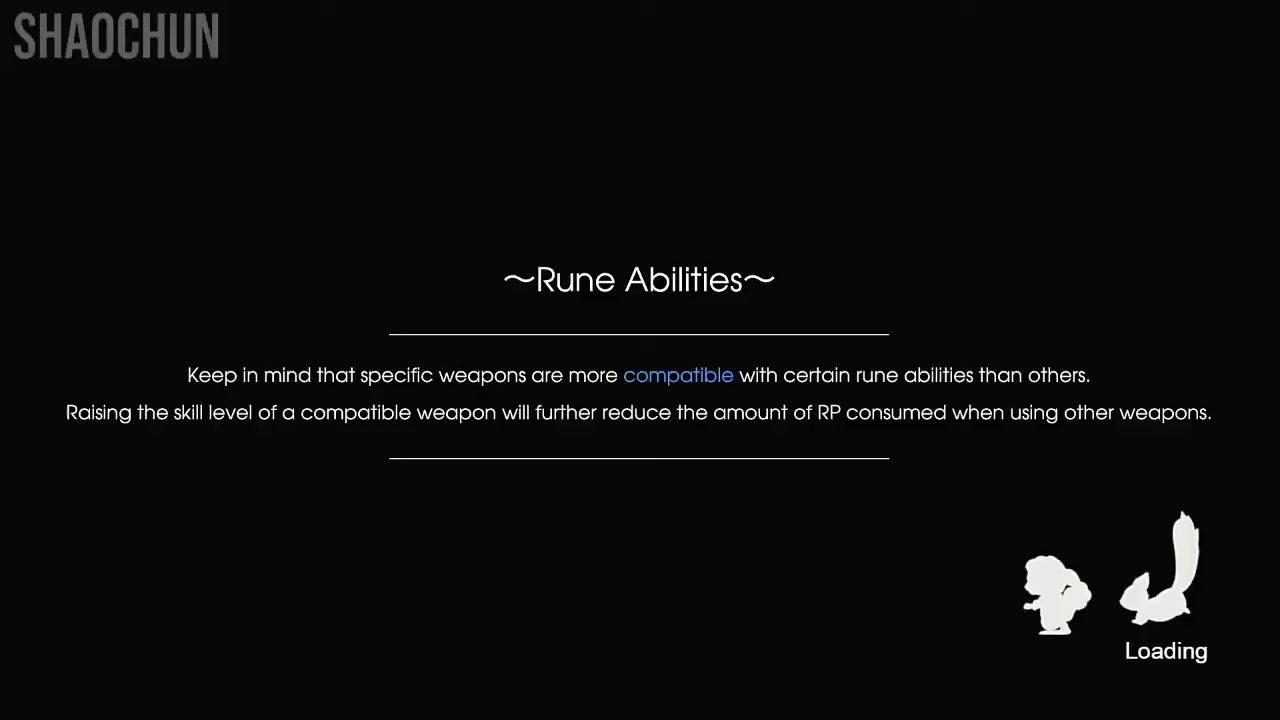 SHAOCHUN
～Rune Abilities～
Keep in mind that specific weapons are more compatible with certain rune abilities than others.
Raising the skill level of a compatible weapon will further reduce the amount of RP consumed when using other weapons.
Loading